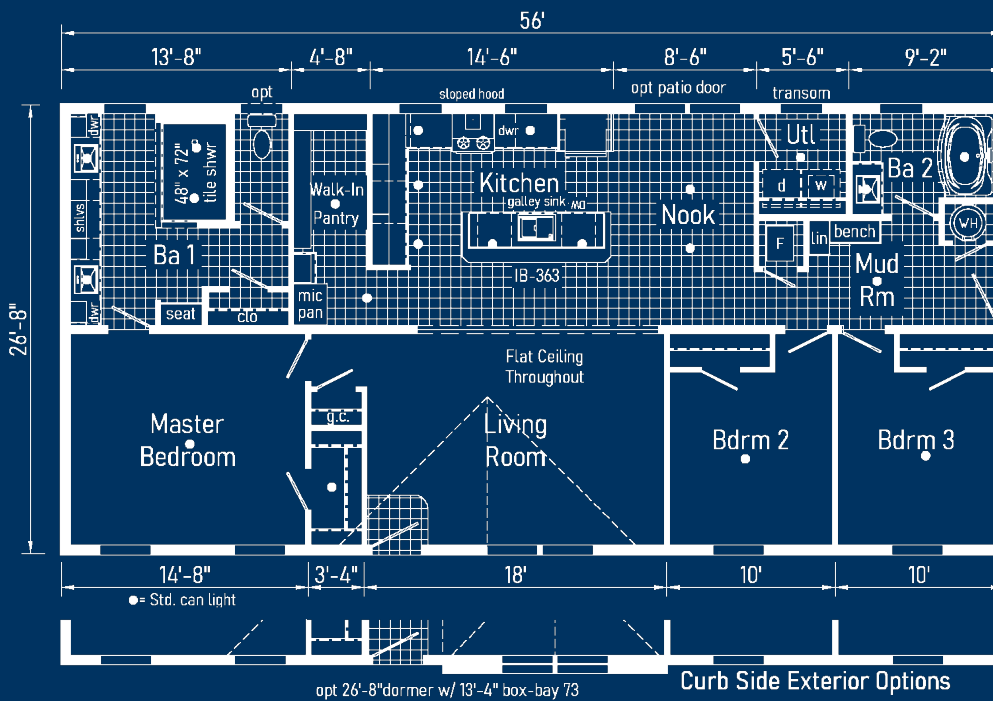 56'
13'-8"
4'-8"
14'-6"
8'-6"
5'-6"
9'-2"
opt
sloped hood
opt patio door
transom
26'-8"
dwr
48" x 72"
tile shwr
shlvs
Ba 1
dwr
seat
clo
Walk-In
Pantry
mic
pan
dwr
Kitchen
galley sink
IB-363
Nook
Utl
d
w
F
lin
bench
Ba 2
WH
Mud
Rm
Master
Bedroom
g.c.
Flat Ceiling
Throughout
Living
Room
Bdrm 2
Bdrm 3
14'-8"
3'-4"
18'
10'
10'
= Std. can light
opt 26'-8"dormer w/ 13'-4" box-bay 73
Curb Side Exterior Options